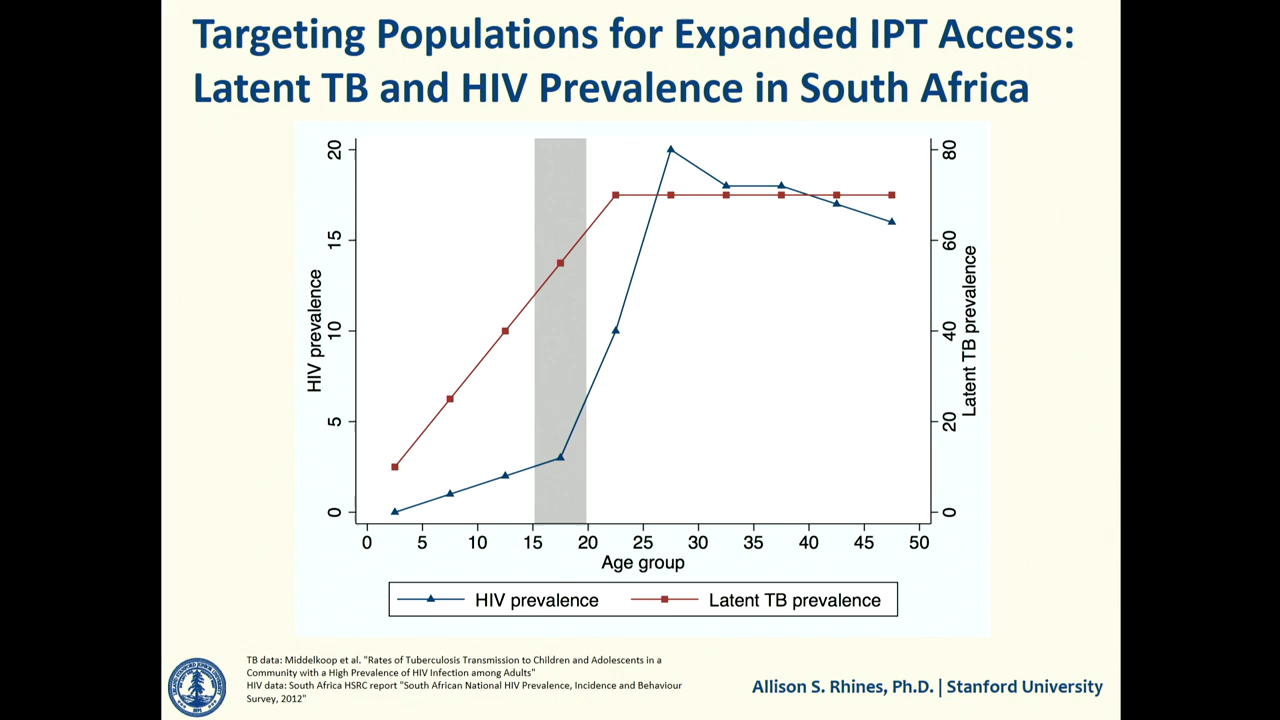 Targeting Populations for Expanded IPT Access:
Latent TB and HIV Prevalence in South Africa
20
15
10
5
0
HIV prevalence
80
60
40
20
0
Latent TB prevalence
0 5 10 15 20 25 30 35 40 45 50
Age group
HIV prevalence Latent TB prevalence
TB data: Middelkoop et al. "Rates of Tuberculosis Transmission to Children and Adolescents in a
Community with a High Prevalence of HIV Infection among Adults"
HIV data: South Africa HSRC report "South African National HIV Prevalence, Incidence and Behaviour
Survey, 2012"
Allison S. Rhines, Ph.D. | Stanford University